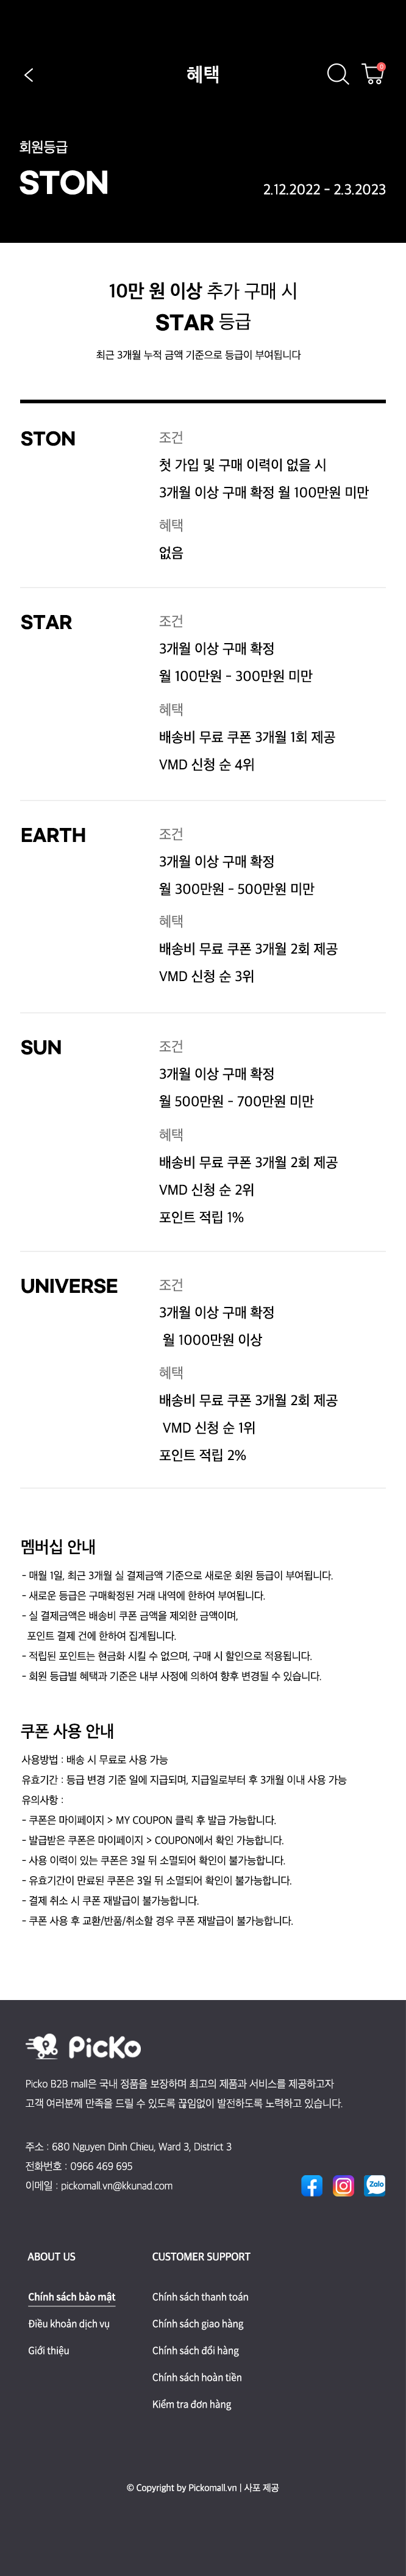 혜택
0
회원등급
STON
2.12.2022 - 2.3.2023
10만 원 이상 추가 구매 시
STAR 등급
최근 3개월 누적 금액 기준으로 등급이 부여됩니다
STON
조건
첫 가입 및 구매 이력이 없을 시
3개월 이상 구매 확정 월 100만원 미만
혜택
없음
STAR
조건
3개월 이상 구매 확정
월 100만원 - 300만원 미만
혜택
배송비 무료 쿠폰 3개월 1회 제공
VMD 신청 순 4위
EARTH
조건
3개월 이상 구매 확정
월 300만원 - 500만원 미만
혜택
배송비 무료 쿠폰 3개월 2회 제공
VMD 신청 순 3위
SUN
조건
3개월 이상 구매 확정
월 500만원 - 700만원 미만
혜택
배송비 무료 쿠폰 3개월 2회 제공
VMD 신청 순 2위
포인트 적립 1%
UNIVERSE
조건
3개월 이상 구매 확정
월 1000만원 이상
혜택
배송비 무료 쿠폰 3개월 2회 제공
VMD 신청 순 1위
포인트 적립 2%
멤버십 안내
- 매월 1일, 최근 3개월 실 결제금액 기준으로 새로운 회원 등급이 부여됩니다.
- 새로운 등급은 구매확정된 거래 내역에 한하여 부여됩니다.
- 실 결제금액은 배송비 쿠폰 금액을 제외한 금액이며,
포인트 결제 건에 한하여 집계됩니다.
- 적립된 포인트는 현금화 시킬 수 없으며, 구매 시 할인으로 적용됩니다.
- 회원 등급별 혜택과 기준은 내부 사정에 의하여 향후 변경될 수 있습니다.
쿠폰 사용 안내
사용방법 : 배송 시 무료로 사용 가능
유효기간 : 등급 변경 기준 일에 지급되며, 지급일로부터 후 3개월 이내 사용 가능
유의사항 :
- 쿠폰은 마이페이지 > MY COUPON 클릭 후 발급 가능합니다.
- 발급받은 쿠폰은 마이페이지 > COUPON에서 확인 가능합니다.
- 사용 이력이 있는 쿠폰은 3일 뒤 소멸되어 확인이 불가능합니다.
- 유효기간이 만료된 쿠폰은 3일 뒤 소멸되어 확인이 불가능합니다.
- 결제 취소 시 쿠폰 재발급이 불가능합니다.
- 쿠폰 사용 후 교환/반품/취소할 경우 쿠폰 재발급이 불가능합니다.
PicKo
Picko B2B mall은 국내 정품을 보장하며 최고의 제품과 서비스를 제공하고자
고객 여러분께 만족을 드릴 수 있도록 끊임없이 발전하도록 노력하고 있습니다.
주소 : 680 Nguyen Dinh Chieu, Ward 3, District 3
전화번호 : 0966 469 695
이메일 : pickomall.vn@kkunad.com
Zalo
ABOUT US
Chính sách bảo mật
Điều khoản dịch vụ
Giới thiệu
CUSTOMER SUPPORT
Chính sách thanh toán
Chính sách giao hàng
Chính sách đổi hàng
Chính sách hoàn tiền
Kiểm tra đơn hàng
© Copyright by Pickomall.vn | 사포 제공